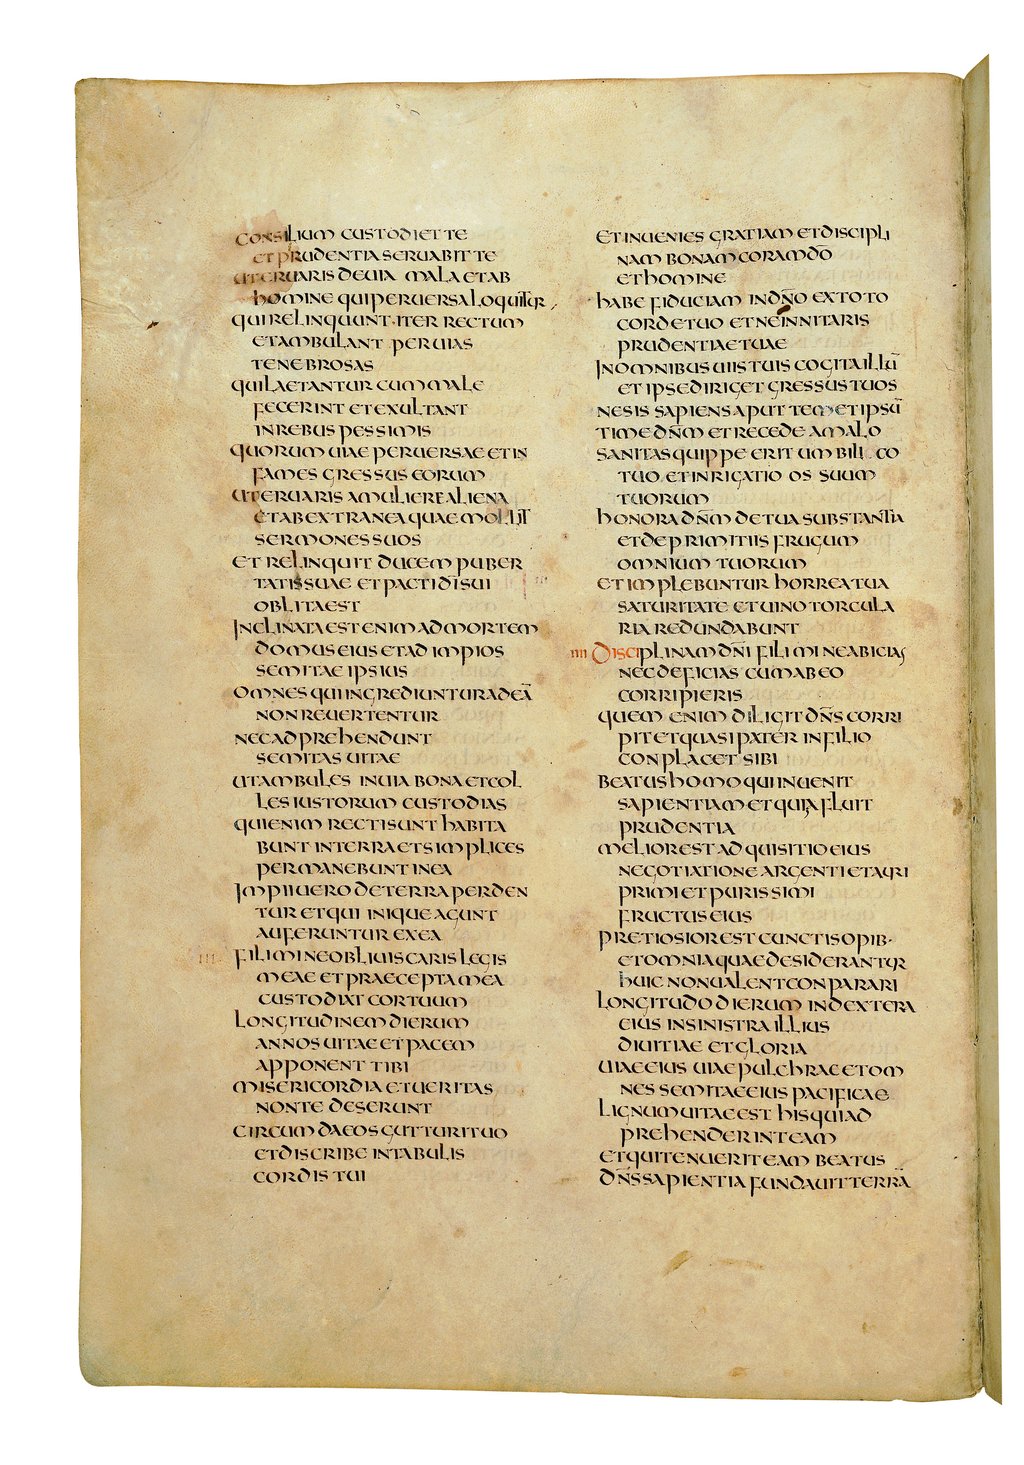 CONSILIUM CUSTODIET TE
ET PRUDENTIA SERUABIT TE
UT ERUARIS DE UIA MALA ET AB
HOMINE QUI PERUERSA LOQUITUR
QUI RELINQUUNT ITER RECTUM
ET AMBULANT PER UIAS
TENEBROSAS
QUI LAETANTUR CUM MALE
FECERINT ET EXULTANT
IN REBUS PESSIMIS
QUORUM UIAE PERUERSAE ET IN
FAMES GRESSUS EORUM
UT ERUARIS A MULIERE ALIENA
ET AB EXTRANEA QUAE MOLLIT
SERMONES SUOS
ET RELINQUIT DUCEM PUBER
TATIS SUAE ET PACTI DI SUI
OBLITA EST
INCLINATA EST ENIM AD MORTEM
DOMUS EIUS ET AD IMPIOS
SEMITAE IPSIUS
OMNES QUI INGREDIUNTUR AD EĀ
NON REUERTENTUR
NEC ADPREHENDUNT
SEMITAS UITAE
UT AMBULES IN UIA BONA ET COL
LES IUSTORUM CUSTODIAS
QUI ENIM RECTI SUNT HABITA
BUNT IN TERRA ET SIMPLICES
PERMANEBUNT IN EA
IMPII UERO DE TERRA PERDEN
TUR ET QUI INIQUE AGUNT
AUFERUNTUR EX EA
III FILI MI NE OBLIUISCARIS LEGIS
MEAE ET PRAECEPTA MEA
CUSTODIAT COR TUUM
LONGITUDINEM DIERUM
ANNOS UITAE ET PACEM
APPONENT TIBI
MISERICORDIA ET UERITAS
NON TE DESERUNT
CIRCUMDA EOS GUTTURI TUO
ET DISCRIBE IN TABULIS
CORDIS TUI
ET INUENIES GRATIAM ET DISCIPLI
NAM BONAM CORAM DŌ
ET HOMINE
HABE FIDUCIAM IN DN̄O EX TOTO
CORDE TUO ET NE INNITARIS
PRUDENTIAE TUAE
IN OMNIBUS UIIS TUIS COGITA ILLŪ
ET IPSE DIRIGET GRESSUS TUOS
NE SIS SAPIENS APUT TEMET IPSŪ
TIME DN̄M ET RECEDE A MALO
SANITAS QUIPPE ERIT UMBILICO
TUO ET INRIGATIO OSSUUM
TUORUM
HONORA DN̄M DE TUA SUBSTANTIA
ET DE PRIMITIIS FRUGUM
OMNIUM TUORUM
ET IMPLEBUNTUR HORREA TUA
SATURITATE ET UINO TORCULA
RIA REDUNDABUNT
IIII DISCIPLINAM DN̄I FILI MI NE ABICIAS
NEC DEFICIAS CUM AB EO
CORRIPIERIS
QUEM ENIM DILIGIT DN̄S CORRI
PIT ET QUASI PATER IN FILIO
CONPLACET SIBI
BEATUS HOMO QUI INUENIT
SAPIENTIAM ET QUI AFLUIT
PRUDENTIA
MELIOR EST ADQUISITIO EIUS
NEGOTIATIONE ARGENTI ET AURI
PRIMI ET PURISSIMI
FRUCTUS EIUS
PRETIOSIOR EST CUNCTIS OPIB·
ET OMNIA QUAE DESIDERANTUR
HUIC NON UALENT CONPARARI
LONGITUDO DIERUM IN DEXTERA
EIUS IN SINISTRA ILLIUS
DIUITIAE ET GLORIA
UIAE EIUS UIAE PULCHRAE ET OM
NES SEMITAE EIUS PACIFICAE
LIGNUM UITAE EST HIS QUI AD
PREHENDERINT EAM
ET QUI TENUERIT EAM BEATUS
DN̄S SAPIENTIA FUNDAUIT TERRĀ